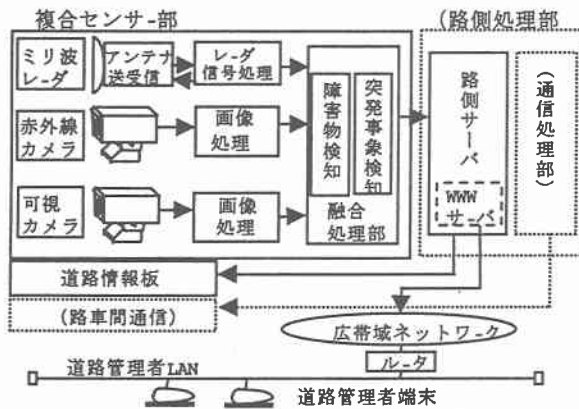 複合センサ-部
ミリ波
レ-ダ
アンテナ
送受信
レ-ダ
信号処理
赤外線
カメラ
画像
処理
可視
カメラ
画像
処理
障害物検知
突発事象検知
融合
処理部
(路側処理部
路側サーバ
WWW
サーバ
(通信処理部)
道路情報板
(路車間通信)
広帯域ネットワーク
ル-タ
道路管理者LAN
道路管理者端末